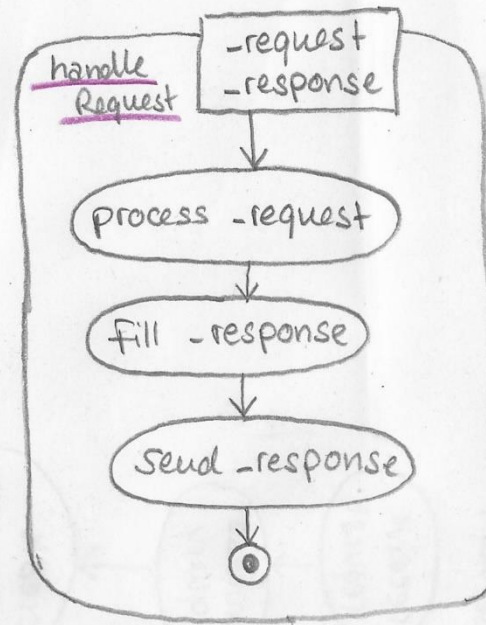 handle
Request
_request
_response
process _request
fill _response
send _response